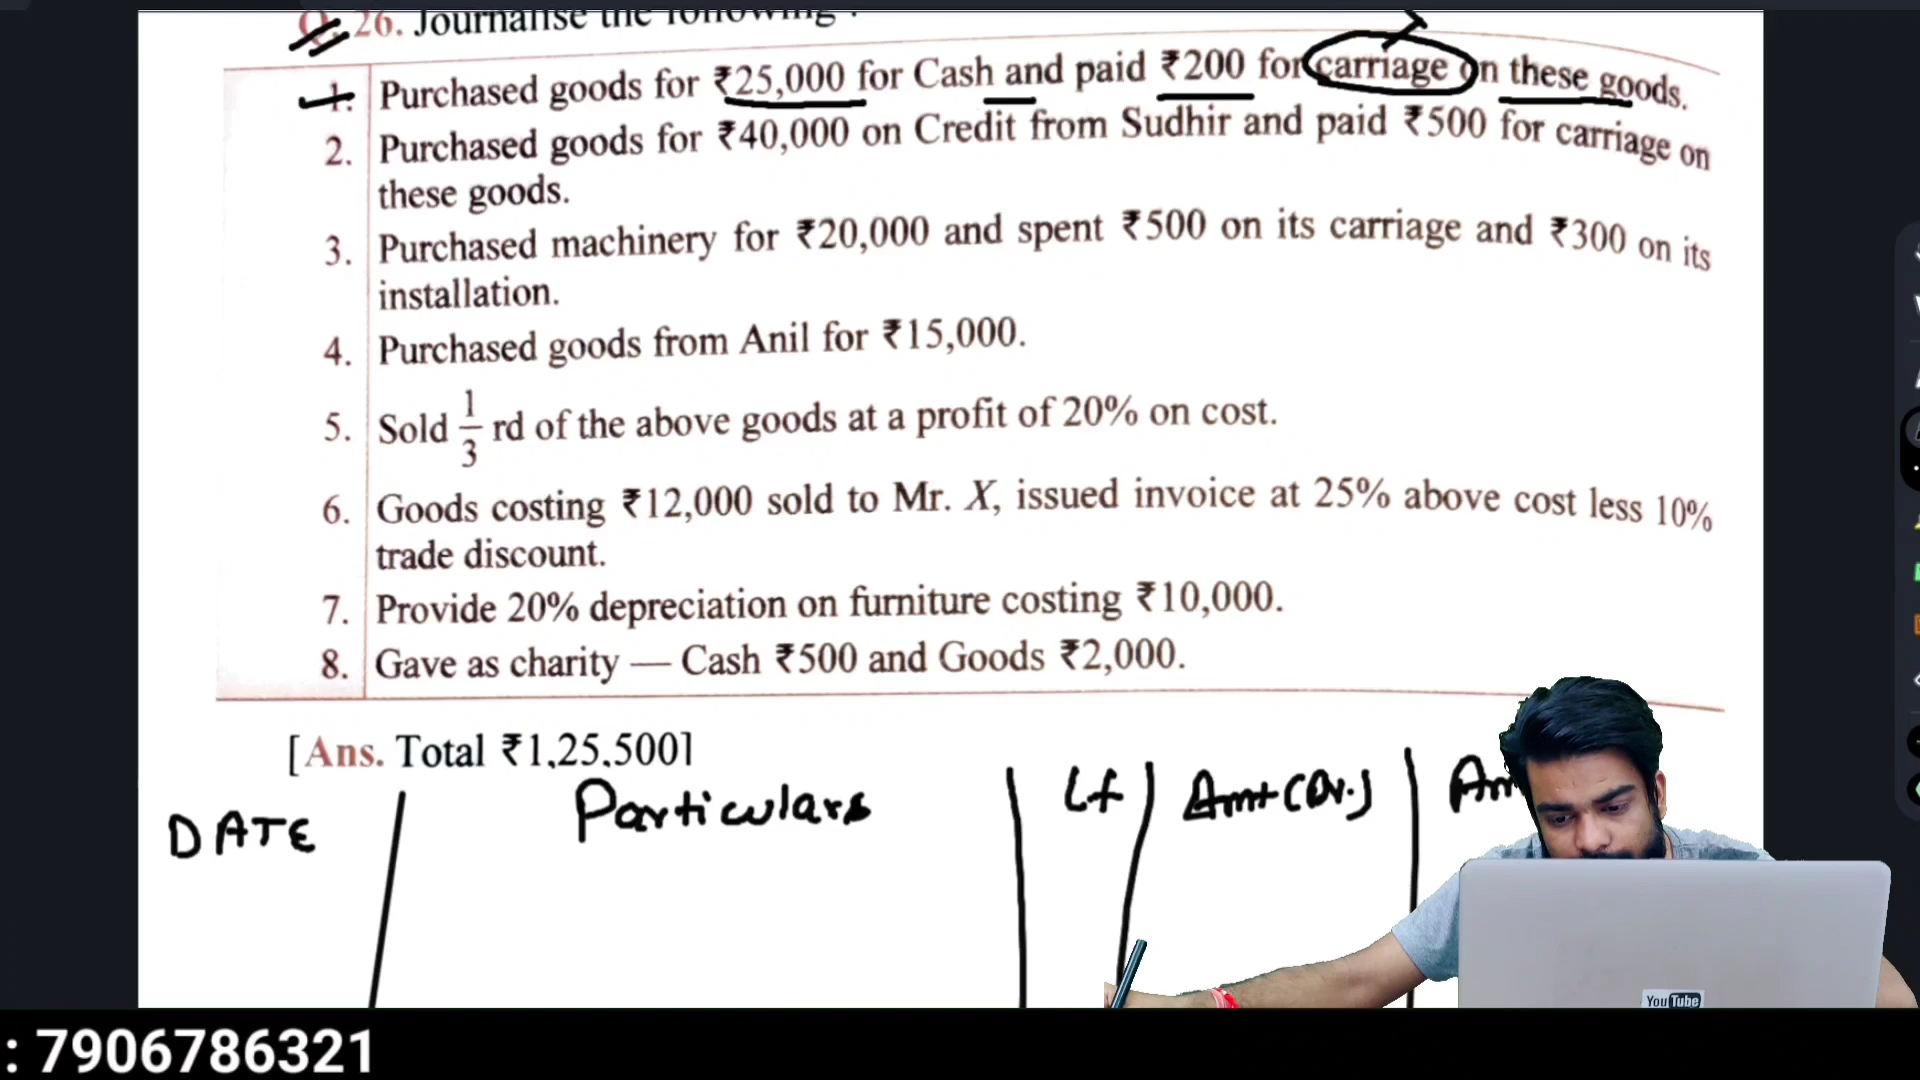 Q. 26. Journalise the following :
1. Purchased goods for ₹25,000 for Cash and paid ₹200 for carriage on these goods.
2. Purchased goods for ₹40,000 on Credit from Sudhir and paid ₹500 for carriage on
these goods.
3. Purchased machinery for ₹20,000 and spent ₹500 on its carriage and ₹300 on its
installation.
4. Purchased goods from Anil for ₹15,000.
5. Sold 1/3 rd of the above goods at a profit of 20% on cost.
6. Goods costing ₹12,000 sold to Mr. X, issued invoice at 25% above cost less 10%
trade discount.
7. Provide 20% depreciation on furniture costing ₹10,000.
8. Gave as charity — Cash ₹500 and Goods ₹2,000.
[Ans. Total ₹1,25,500]
DATE Particulars Lf Amt (Dr.)
YouTube
: 7906786321